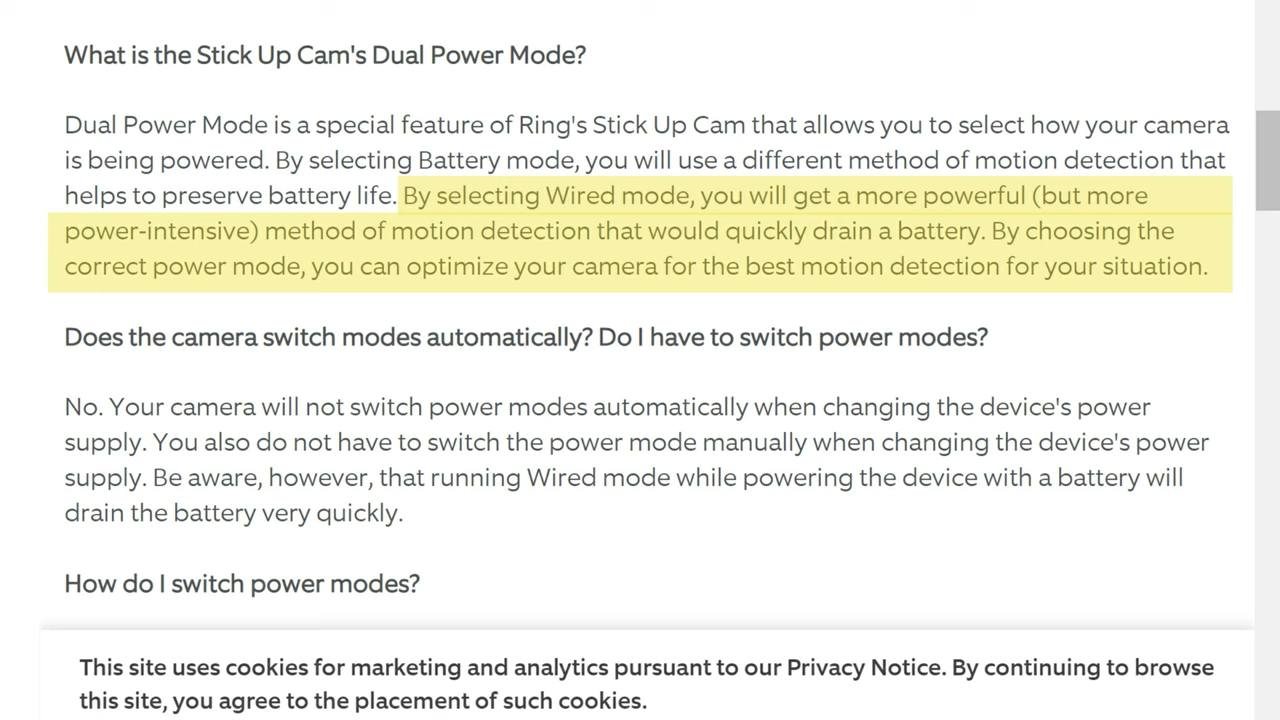 What is the Stick Up Cam's Dual Power Mode?
Dual Power Mode is a special feature of Ring's Stick Up Cam that allows you to select how your camera
is being powered. By selecting Battery mode, you will use a different method of motion detection that
helps to preserve battery life. By selecting Wired mode, you will get a more powerful (but more
power-intensive) method of motion detection that would quickly drain a battery. By choosing the
correct power mode, you can optimize your camera for the best motion detection for your situation.
Does the camera switch modes automatically? Do I have to switch power modes?
No. Your camera will not switch power modes automatically when changing the device's power
supply. You also do not have to switch the power mode manually when changing the device's power
supply. Be aware, however, that running Wired mode while powering the device with a battery will
drain the battery very quickly.
How do I switch power modes?
This site uses cookies for marketing and analytics pursuant to our Privacy Notice. By continuing to browse
this site, you agree to the placement of such cookies.